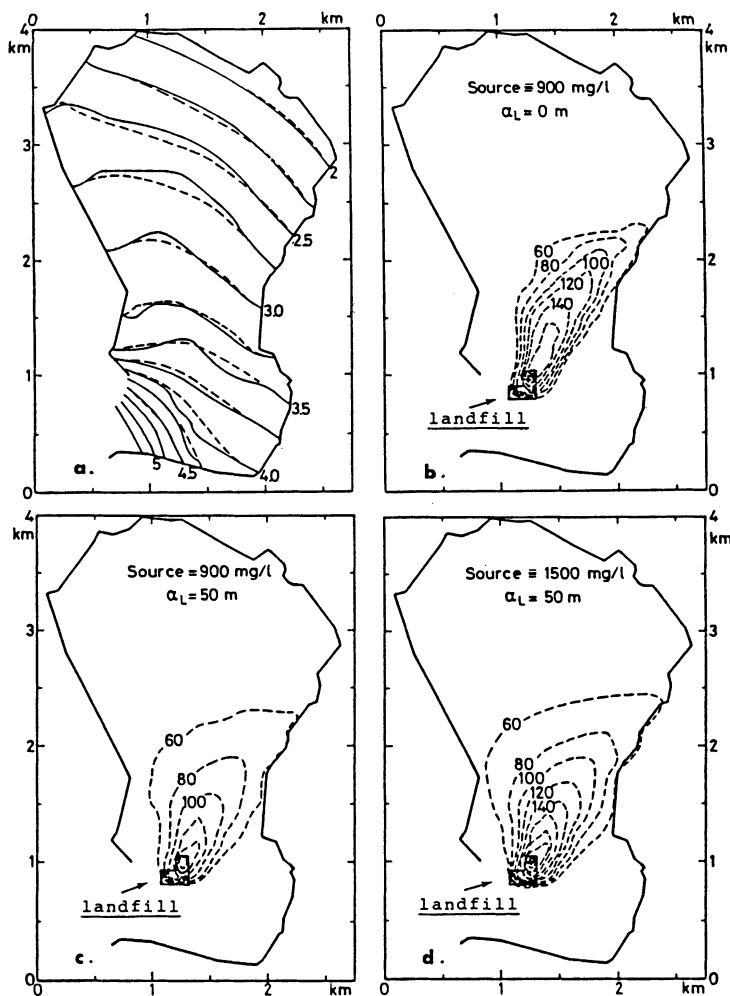 0 1 2 km
4
km
3
2
1
0
2
2.5
3.0
3.5
4.0
4.5
5
a.
0 km 1 2
4
km
3
2
1
0
Source ≡ 900 mg/l
αL = 0 m
60
80
100
120
140
landfill
b.
4
km
3
2
1
0
0 1 2 km
Source = 900 mg/l
αL = 50 m
60
80
100
landfill
c.
4
km
3
2
1
0
0 1 2 km
Source ≡ 1500 mg/l
αL = 50 m
60
80
100
120
140
landfill
d.